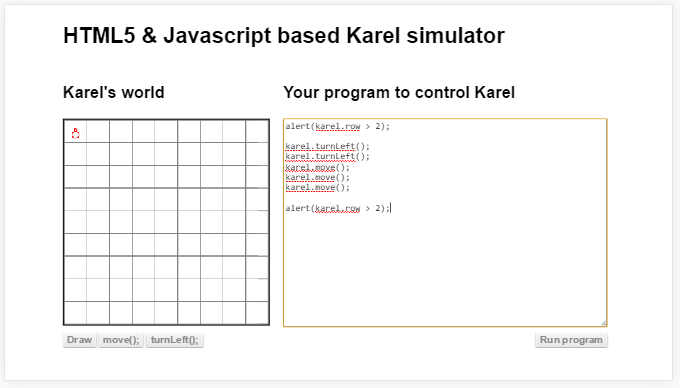 HTML5 & Javascript based Karel simulator
Karel's world
Your program to control Karel
alert(karel.row > 2);
karel.turnLeft();
karel.turnLeft();
karel.move();
karel.move();
karel.move();
alert(karel.row > 2);
Draw move(); turnLeft(); Run program